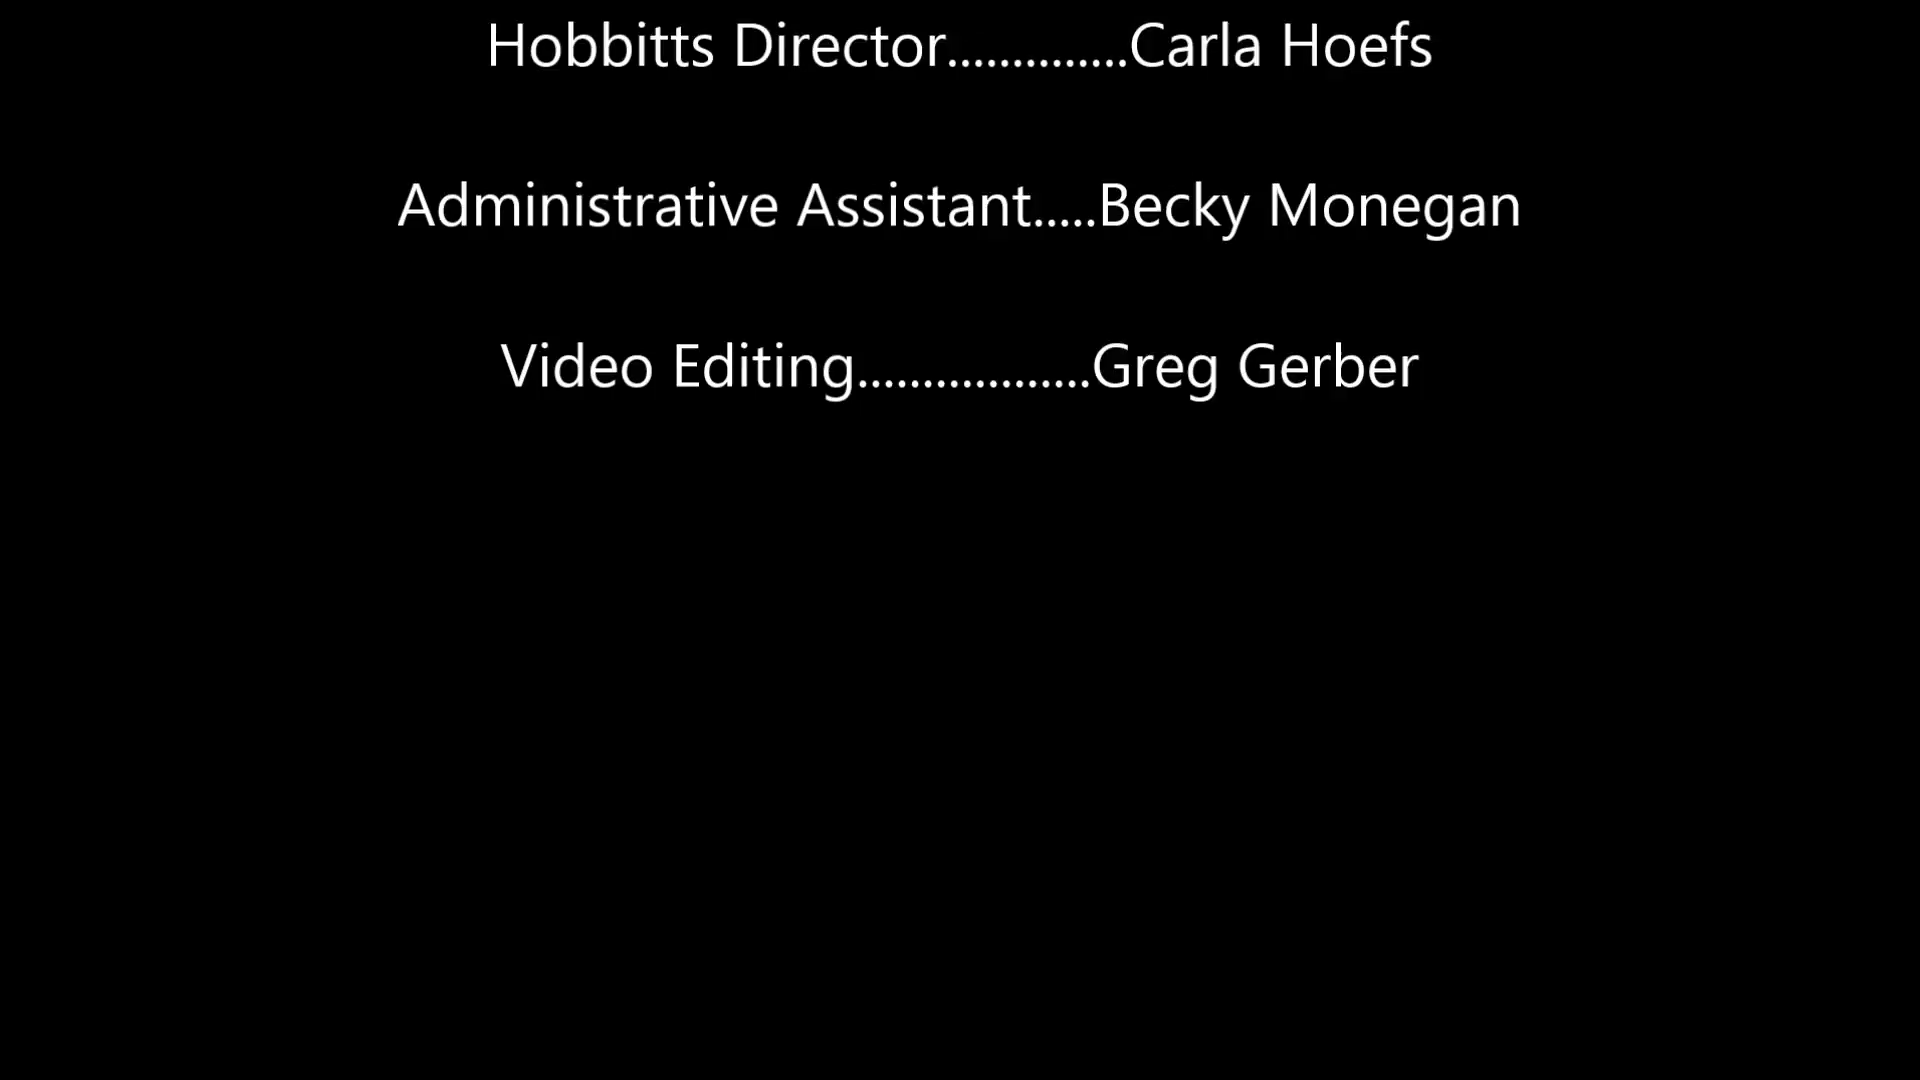 Hobbitts Director..............Carla Hoefs
Administrative Assistant.....Becky Monegan
Video Editing..................Greg Gerber